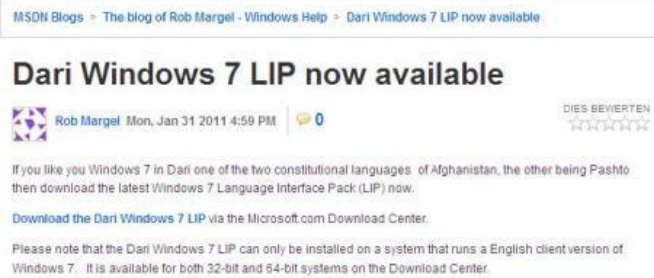 MSDN Blogs > The blog of Rob Margel - Windows Help > Dari Windows 7 LIP now available
Dari Windows 7 LIP now available
Rob Margel Mon, Jan 31 2011 4:59 PM 0
DIES BEWERTEN
If you like you Windows 7 in Dari one of the two constitutional languages of Afghanistan, the other being Pashto
then download the latest Windows 7 Language Interface Pack (LIP) now.
Download the Dari Windows 7 LIP via the Microsoft.com Download Center.
Please note that the Dari Windows 7 LIP can only be installed on a system that runs a English client version of
Windows 7. It is available for both 32-bit and 64-bit systems on the Download Center.